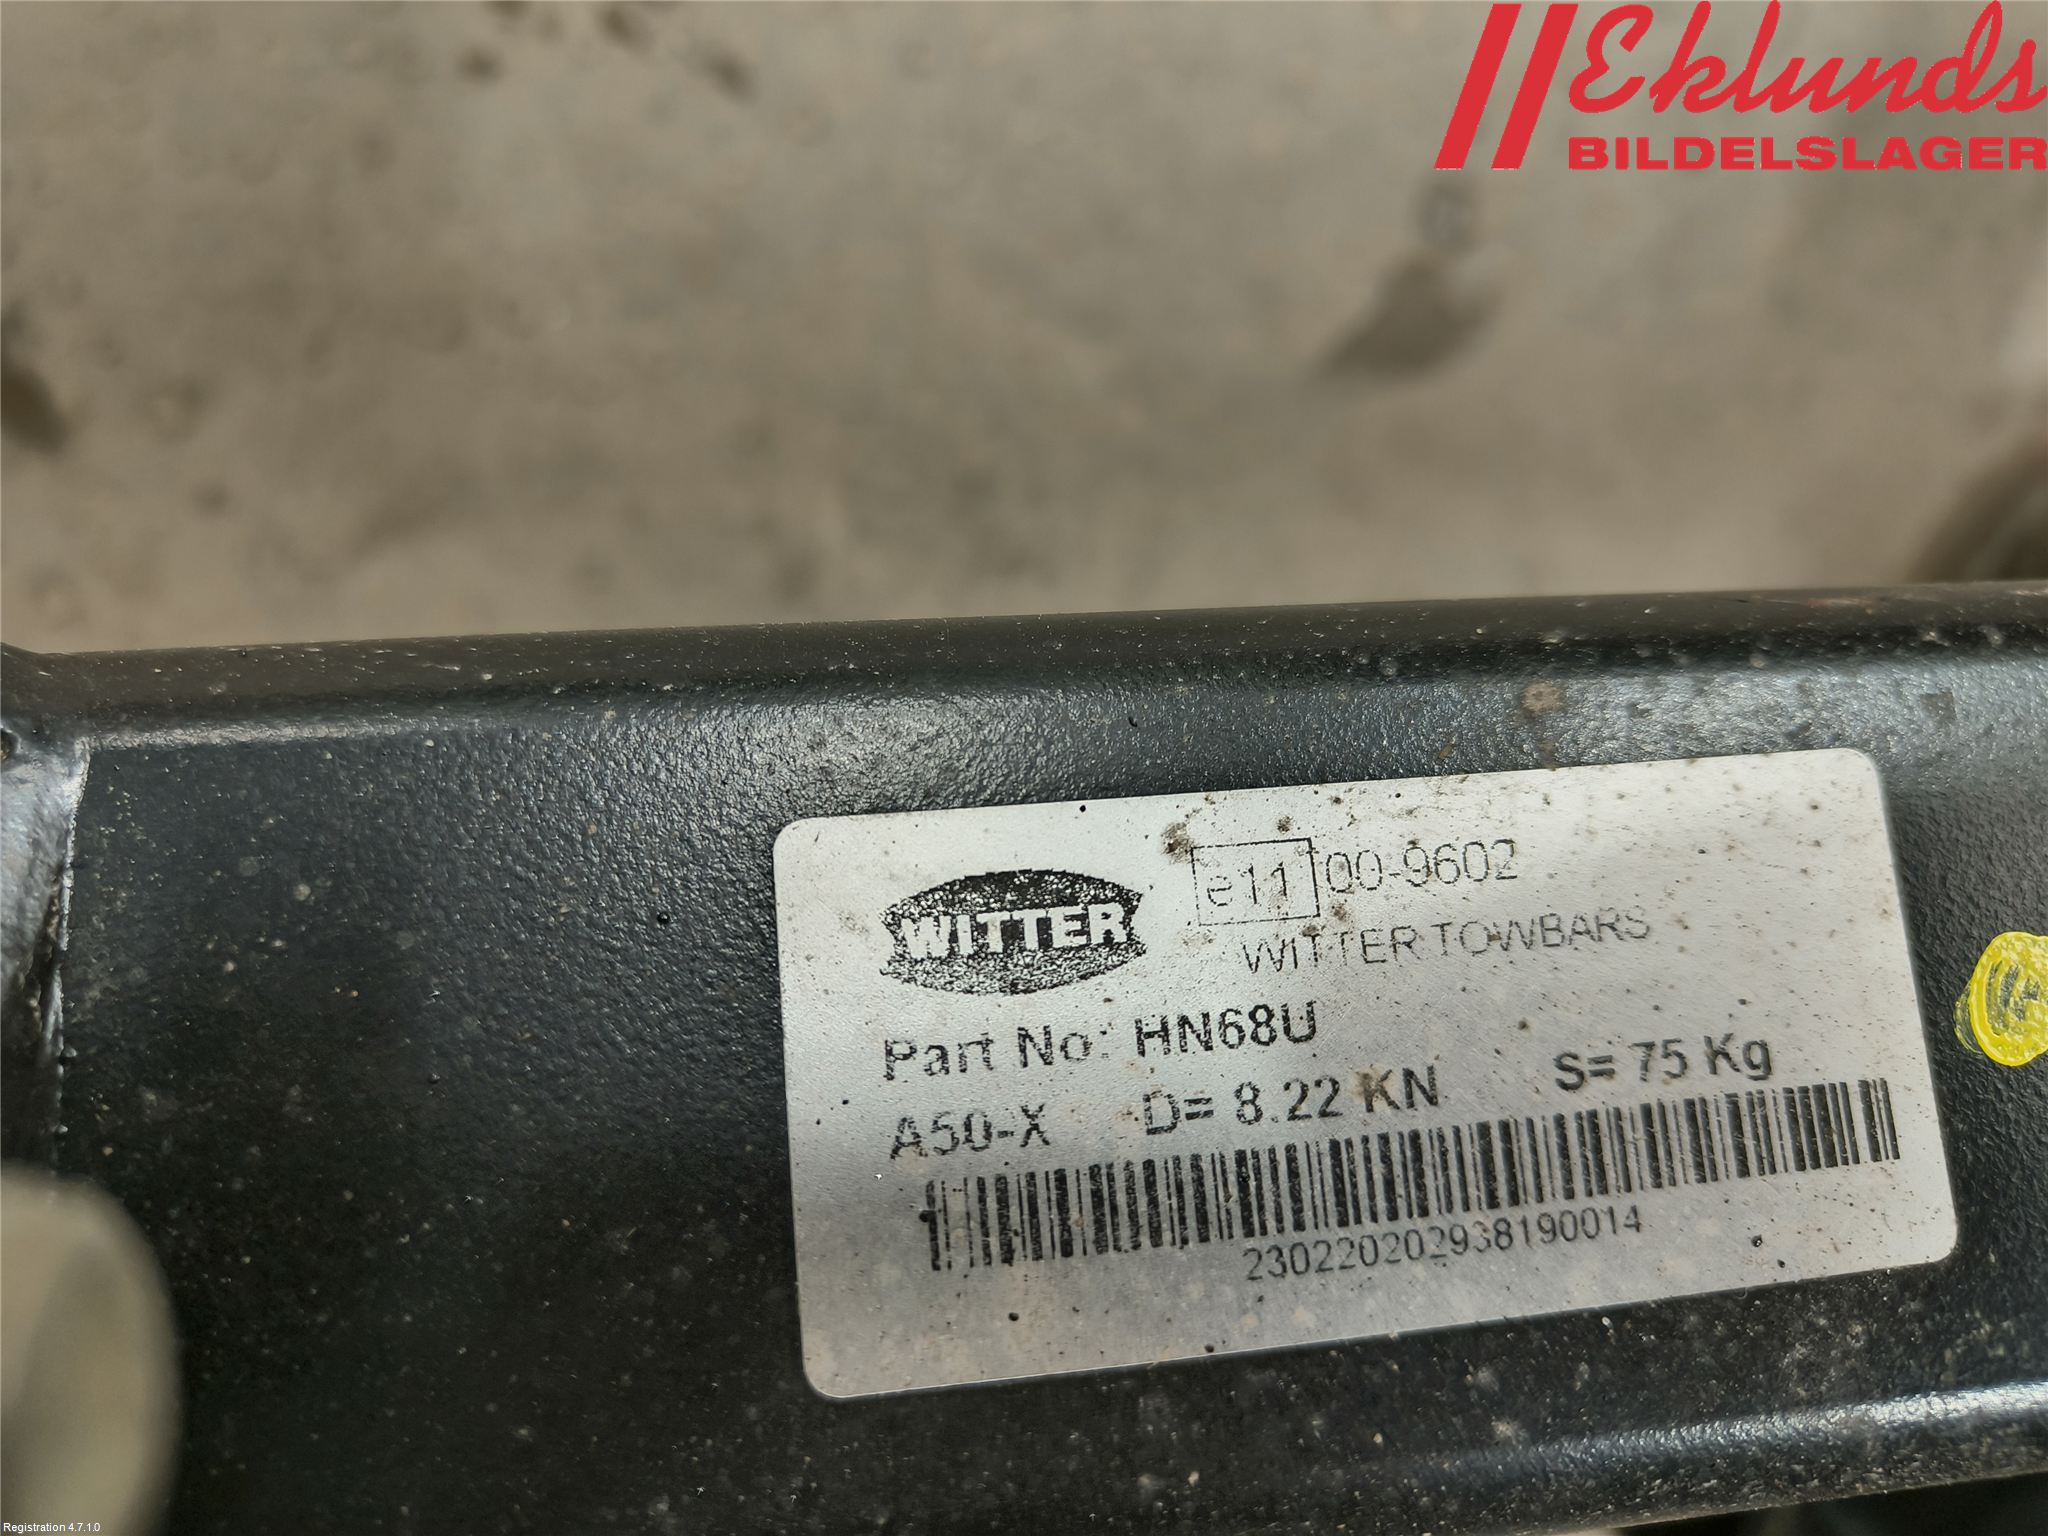 Eklunds
BILDELSLAGER
WITTER
e11 00-9602
WITTER TOWBARS
Part No: HN68U
A50-X D= 8.22 KN S= 75 Kg
230220202938190014
Registration 4.7.1.0